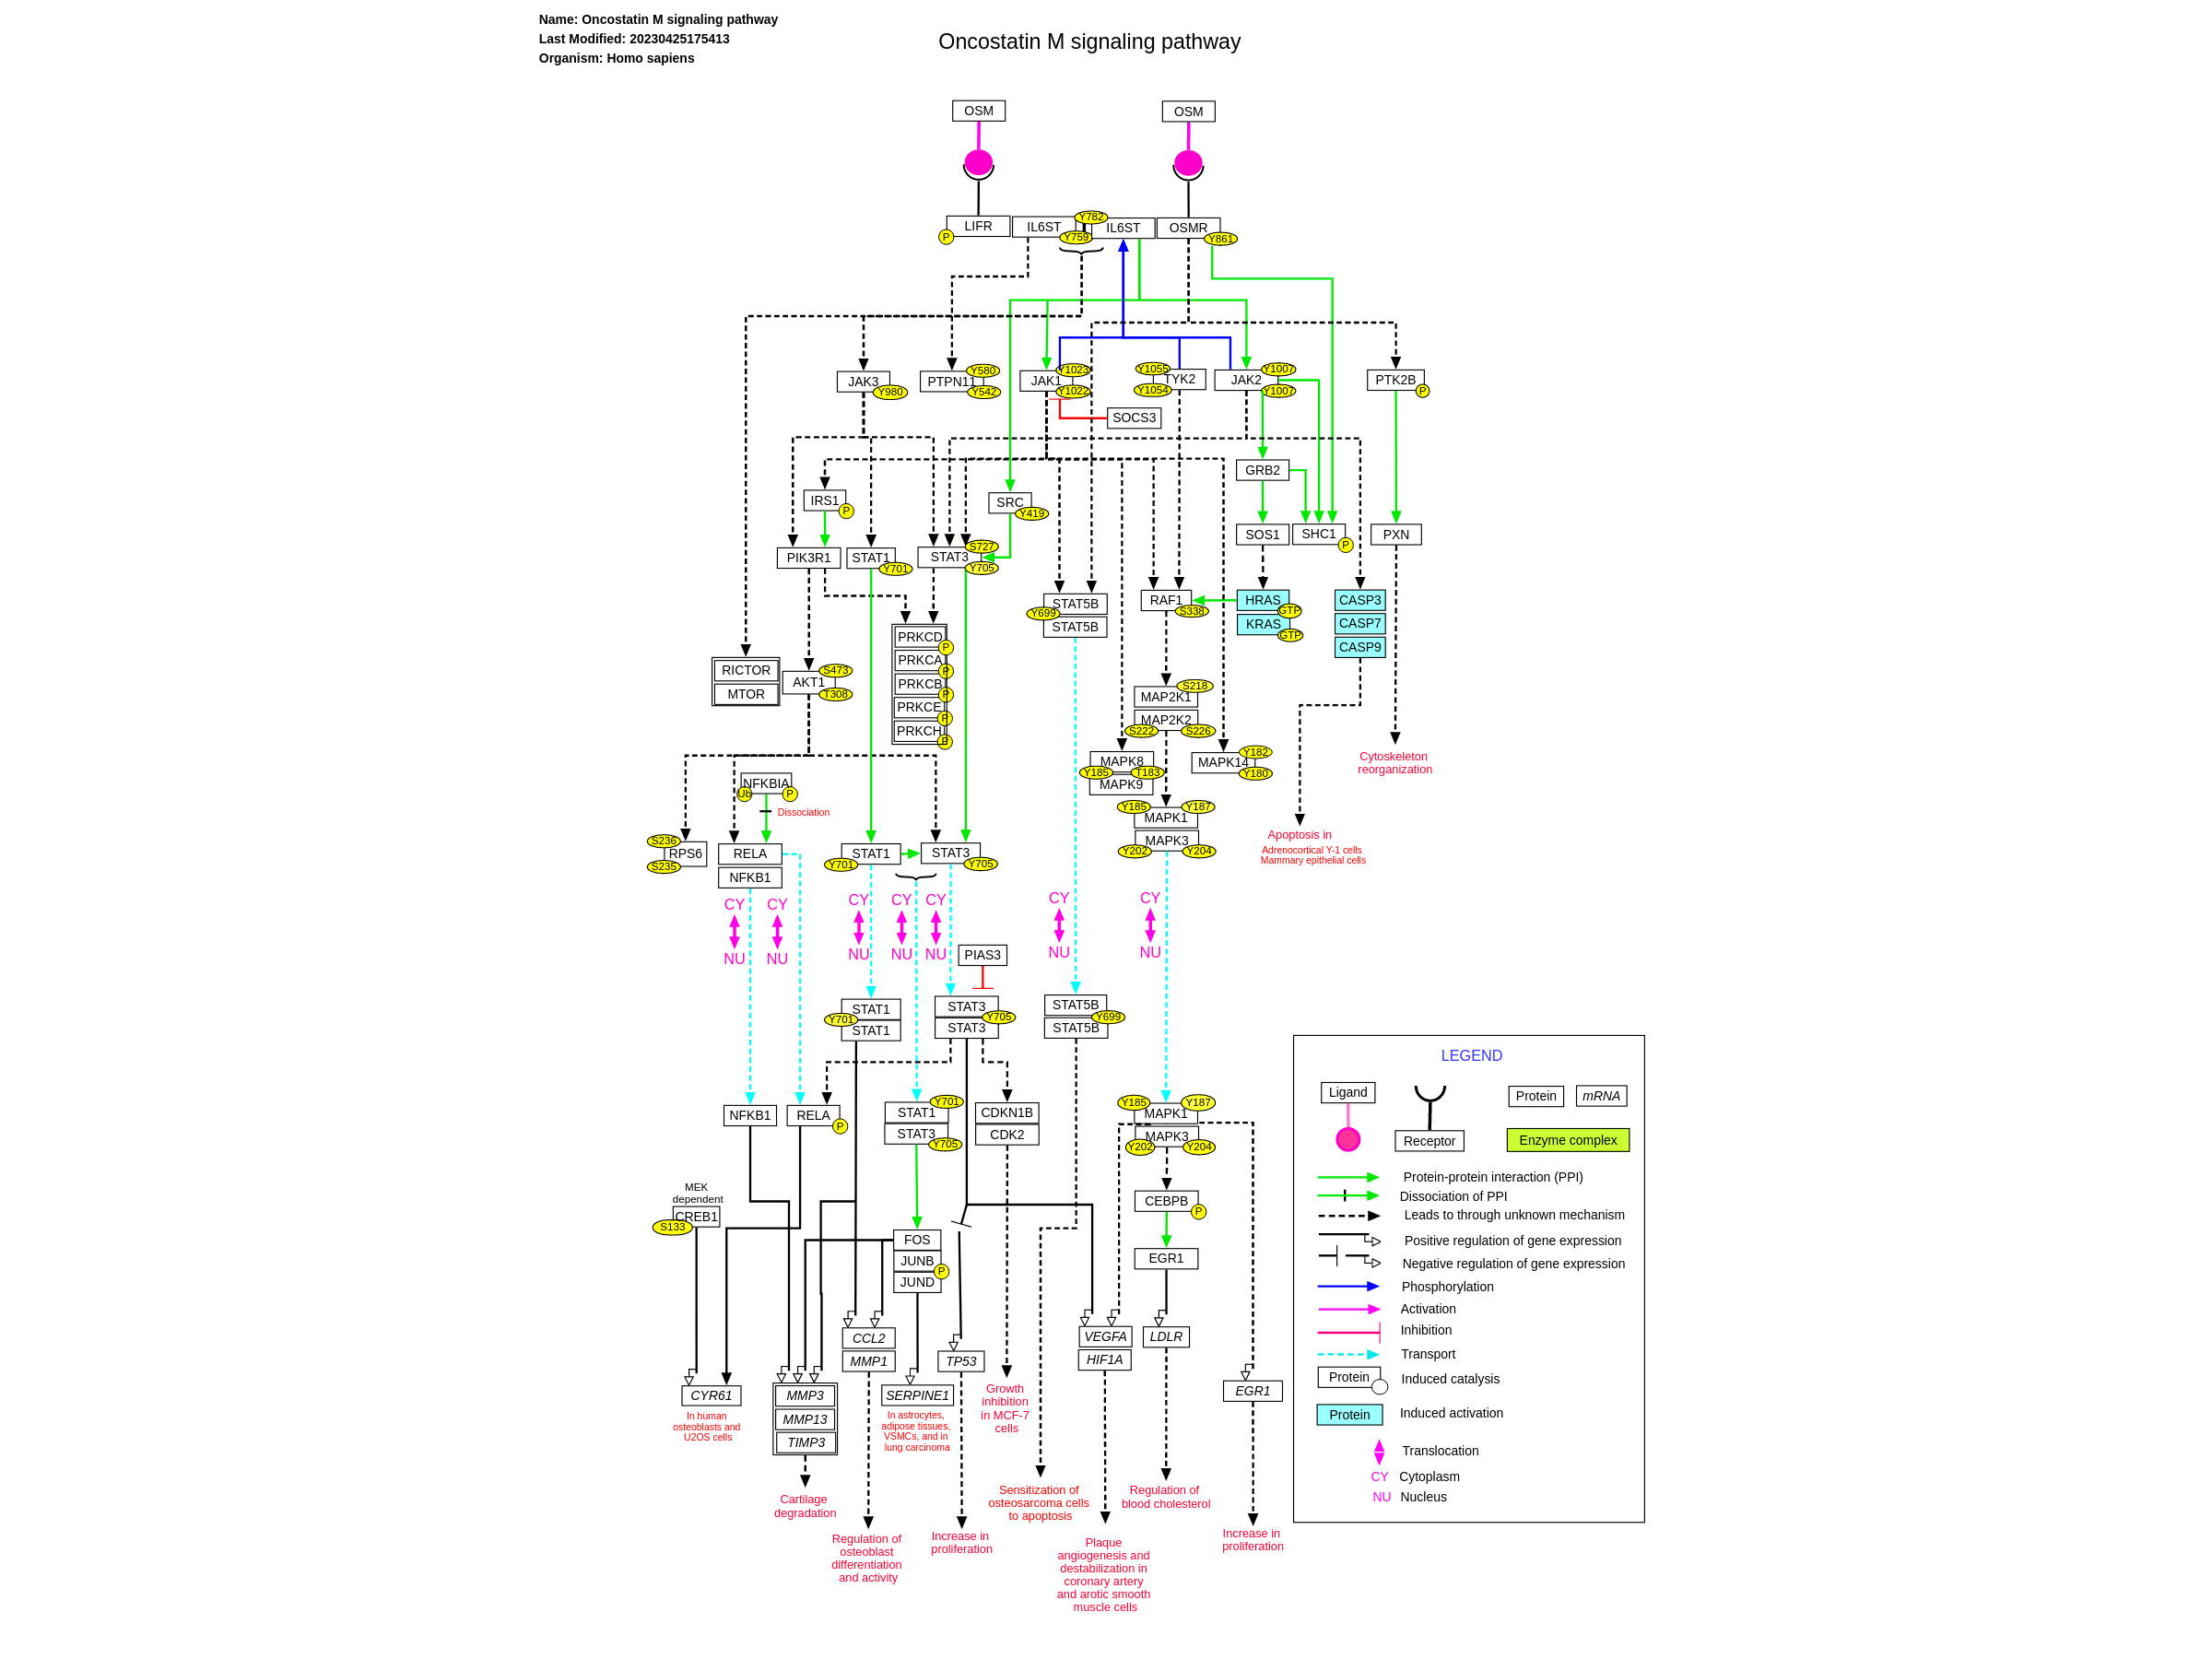 Name: Oncostatin M signaling pathway
Last Modified: 20230425175413
Organism: Homo sapiens
Oncostatin M signaling pathway
OSM
OSM
LIFR
P
IL6ST
Y782
Y759
IL6ST
OSMR
Y861
JAK3
Y980
PTPN11
Y580
Y542
JAK1
Y1023
Y1022
Y1055
Y1054
TYK2
JAK2
Y1007
Y1007
PTK2B
P
SOCS3
GRB2
IRS1
P
SRC
Y419
SOS1
SHC1
P
PXN
PIK3R1
STAT1
Y701
STAT3
S727
Y705
STAT5B
Y699
STAT5B
RAF1
S338
HRAS
GTP
KRAS
GTP
CASP3
CASP7
CASP9
PRKCD
P
PRKCA
P
PRKCB
P
PRKCE
P
PRKCH
P
RICTOR
MTOR
AKT1
S473
T308
MAP2K1
S218
MAP2K2
S222
S226
MAPK8
Y185
T183
MAPK9
MAPK14
Y182
Y180
Cytoskeleton
reorganization
NFKBIA
Ub
P
Dissociation
Y185
Y187
MAPK1
MAPK3
Y202
Y204
Apoptosis in
Adrenocortical Y-1 cells
Mammary epithelial cells
S236
RPS6
S235
RELA
NFKB1
STAT1
Y701
STAT3
Y705
CY
CY
CY
CY
CY
CY
CY
NU
NU
NU
NU
NU
NU
NU
PIAS3
STAT1
Y701
STAT1
STAT3
Y705
STAT3
STAT5B
Y699
STAT5B
NFKB1
RELA
P
STAT1
Y701
STAT3
Y705
CDKN1B
CDK2
Y185
Y187
MAPK1
MAPK3
Y202
Y204
MEK
dependent
CREB1
S133
CEBPB
P
FOS
JUNB
P
JUND
EGR1
CCL2
MMP1
TP53
VEGFA
HIF1A
LDLR
CYR61
MMP3
MMP13
TIMP3
SERPINE1
EGR1
In human
osteoblasts and
U2OS cells
In astrocytes,
adipose tissues,
VSMCs, and in
lung carcinoma
Growth
inhibition
in MCF-7
cells
Cartilage
degradation
Sensitization of
osteosarcoma cells
to apoptosis
Regulation of
blood cholesterol
Regulation of
osteoblast
differentiation
and activity
Increase in
proliferation
Plaque
angiogenesis and
destabilization in
coronary artery
and arotic smooth
muscle cells
Increase in
proliferation
LEGEND
Ligand
Receptor
Protein
mRNA
Enzyme complex
Protein-protein interaction (PPI)
Dissociation of PPI
Leads to through unknown mechanism
Positive regulation of gene expression
Negative regulation of gene expression
Phosphorylation
Activation
Inhibition
Transport
Protein
Induced catalysis
Protein
Induced activation
Translocation
CY Cytoplasm
NU Nucleus